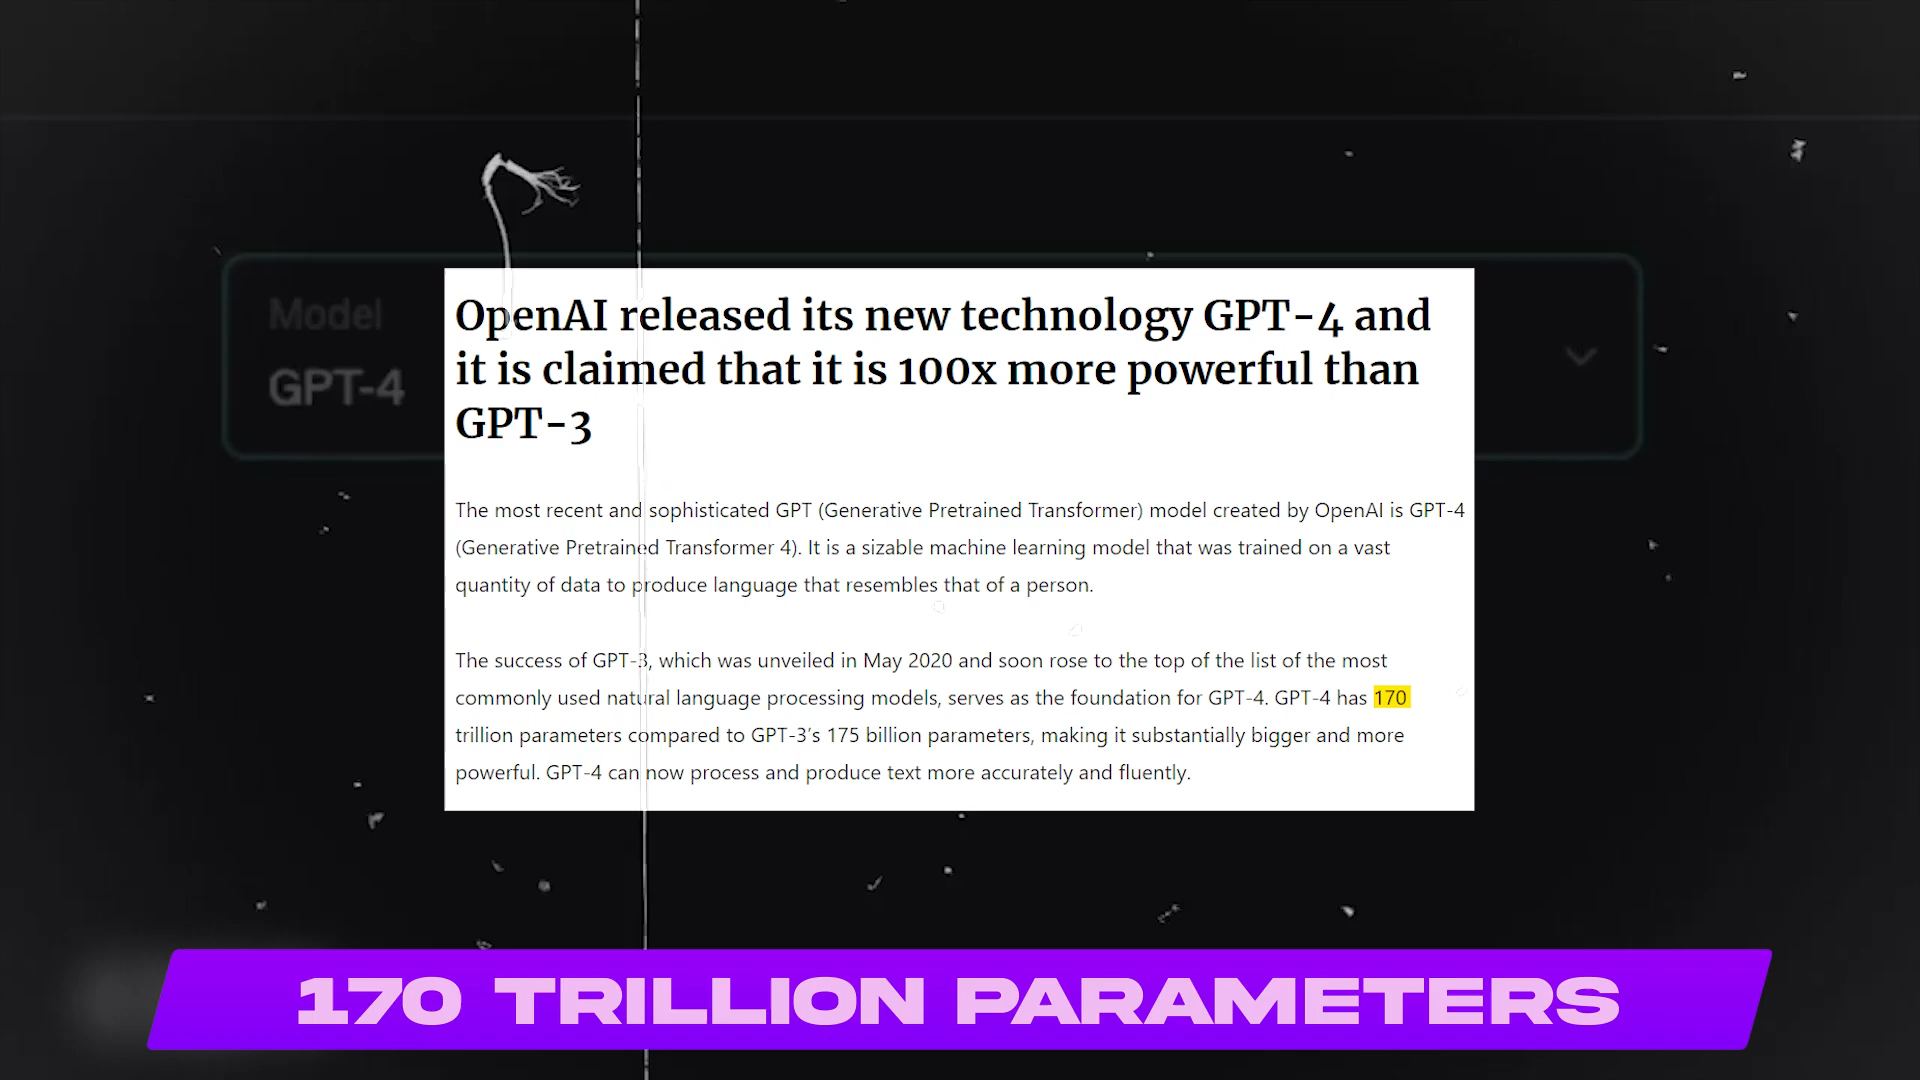 Model
GPT-4
OpenAI released its new technology GPT-4 and
it is claimed that it is 100x more powerful than
GPT-3
The most recent and sophisticated GPT (Generative Pretrained Transformer) model created by OpenAI is GPT-4
(Generative Pretrained Transformer 4). It is a sizable machine learning model that was trained on a vast
quantity of data to produce language that resembles that of a person.
The success of GPT-3, which was unveiled in May 2020 and soon rose to the top of the list of the most
commonly used natural language processing models, serves as the foundation for GPT-4. GPT-4 has 170
trillion parameters compared to GPT-3's 175 billion parameters, making it substantially bigger and more
powerful. GPT-4 can now process and produce text more accurately and fluently.
170 TRILLION PARAMETERS